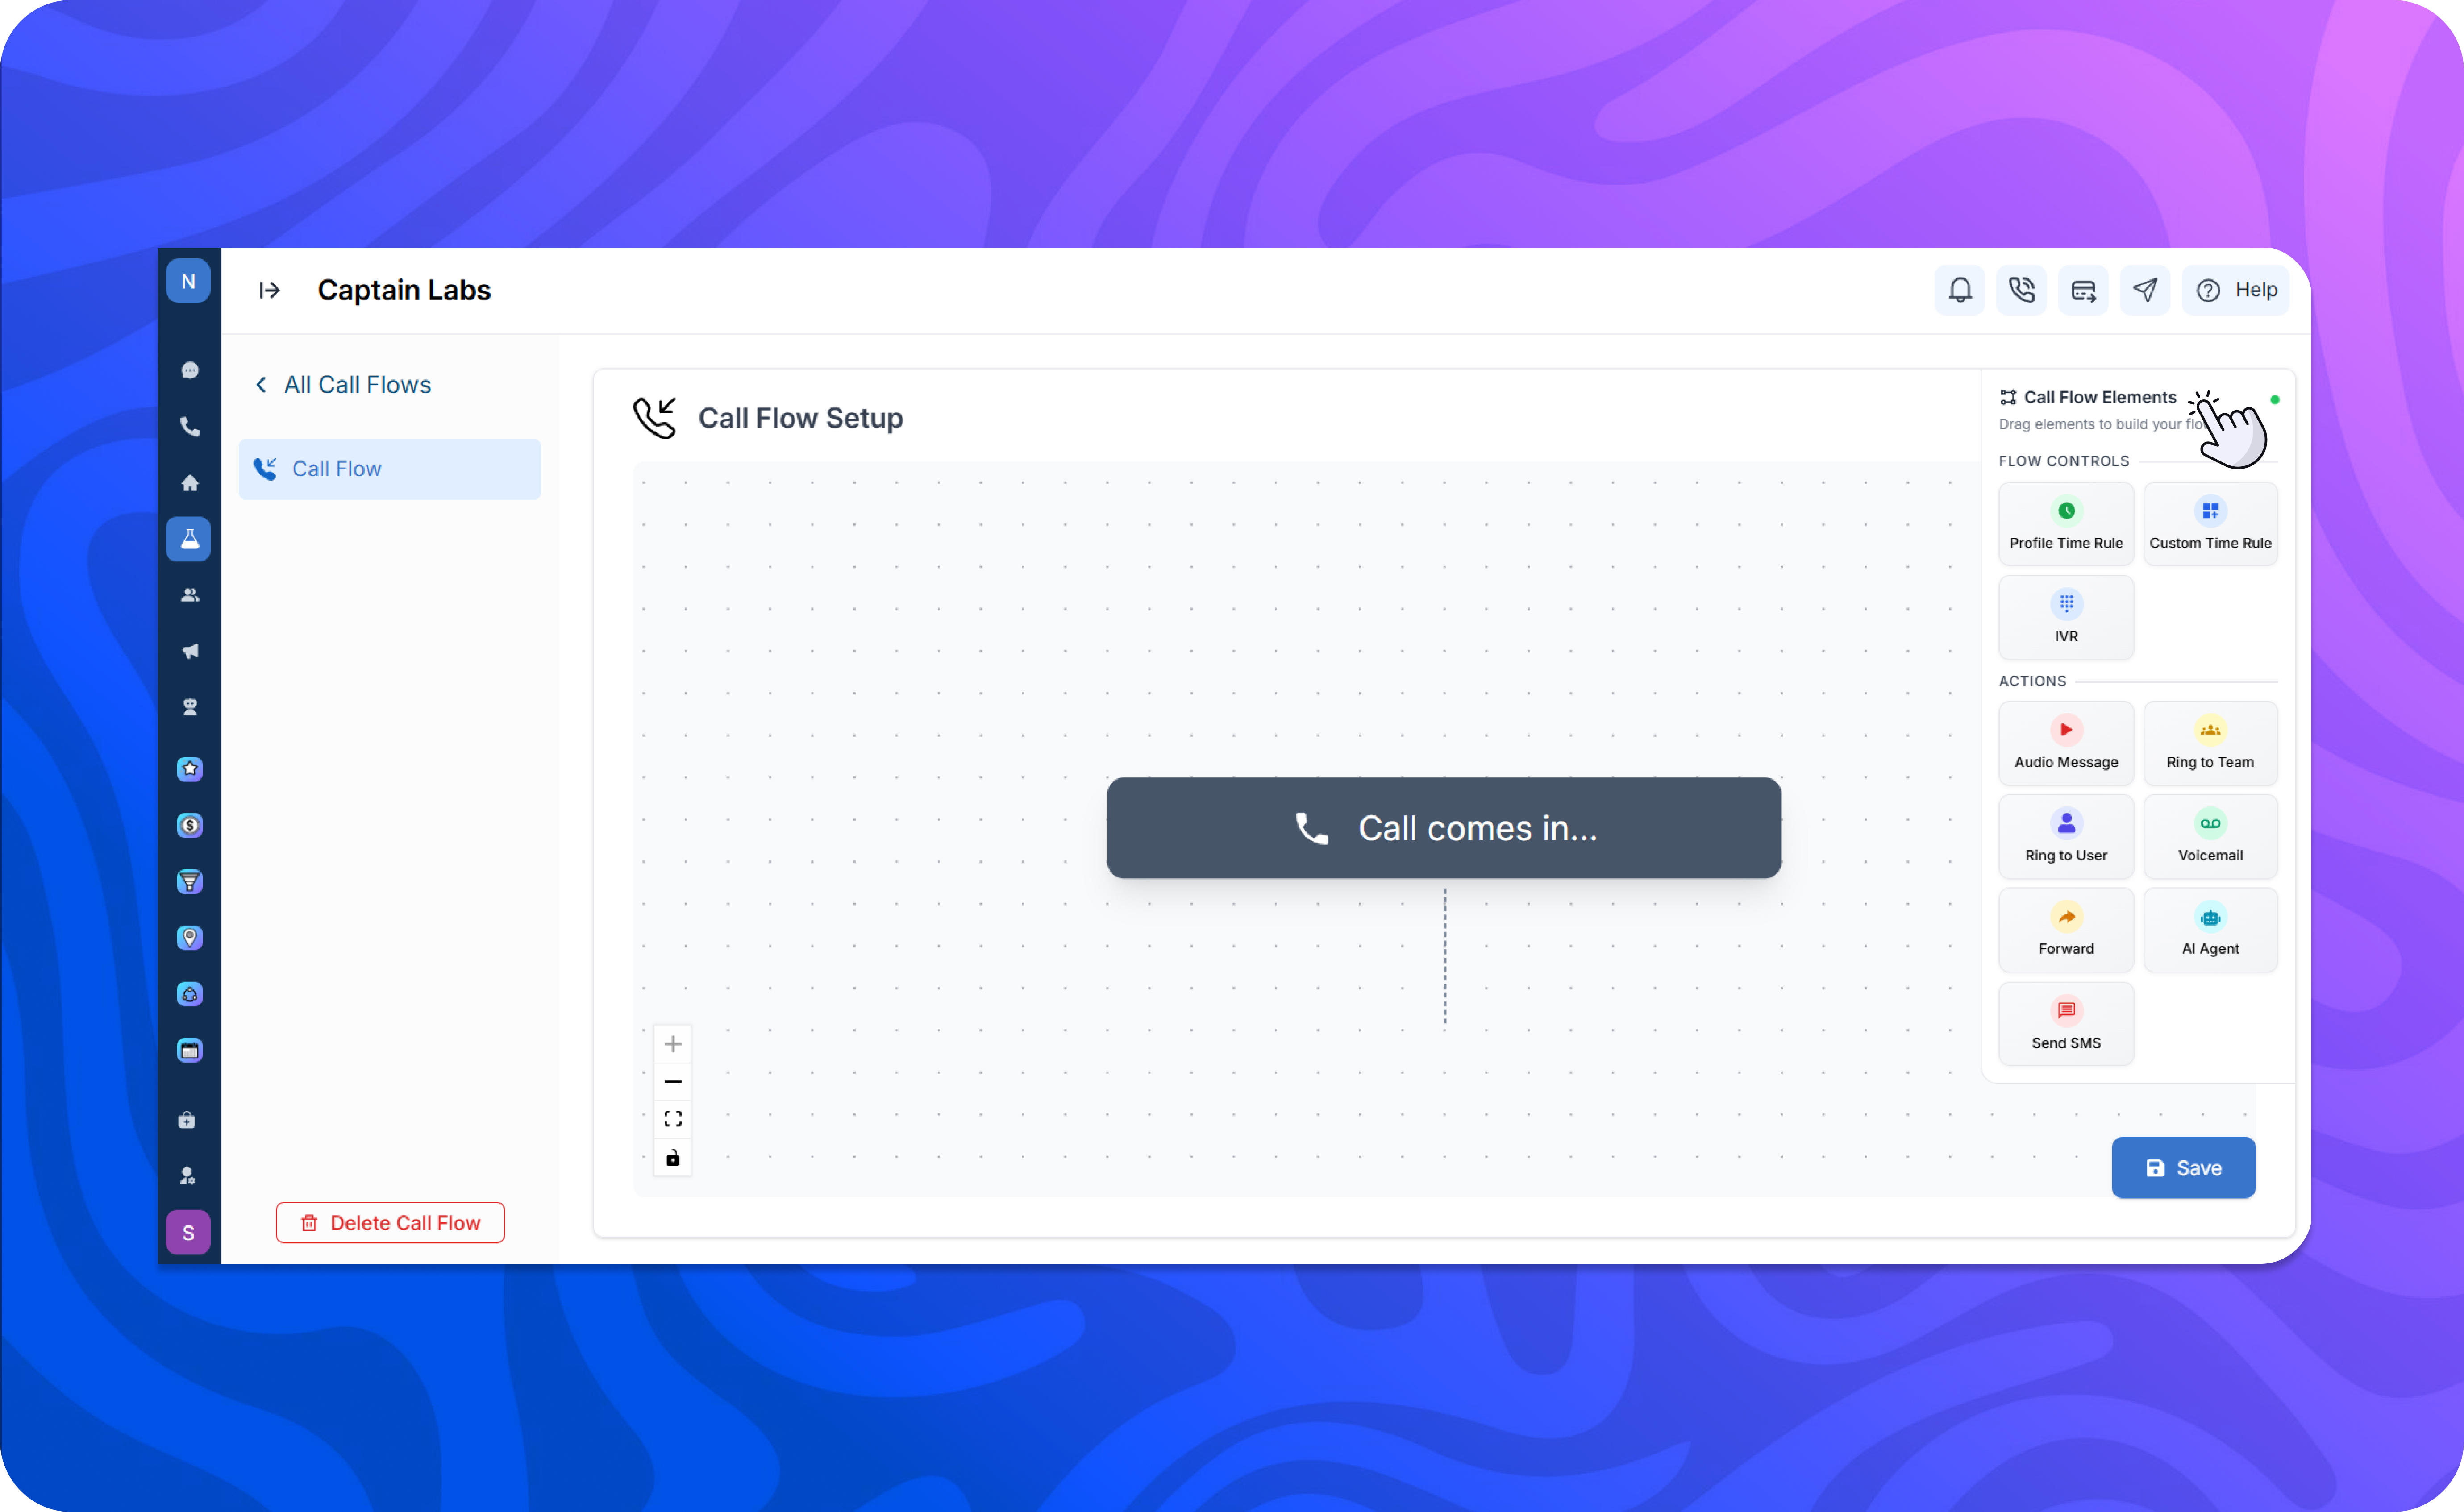 N
Captain Labs
Help
All Call Flows
Call Flow
Delete Call Flow
S
Call Flow Setup
Call comes in...
Call Flow Elements
Drag elements to build your
FLOW CONTROLS
Profile Time Rule
Custom Time Rule
IVR
ACTIONS
Audio Message
Ring to Team
Ring to User
Voicemail
Forward
AI Agent
Send SMS
Save